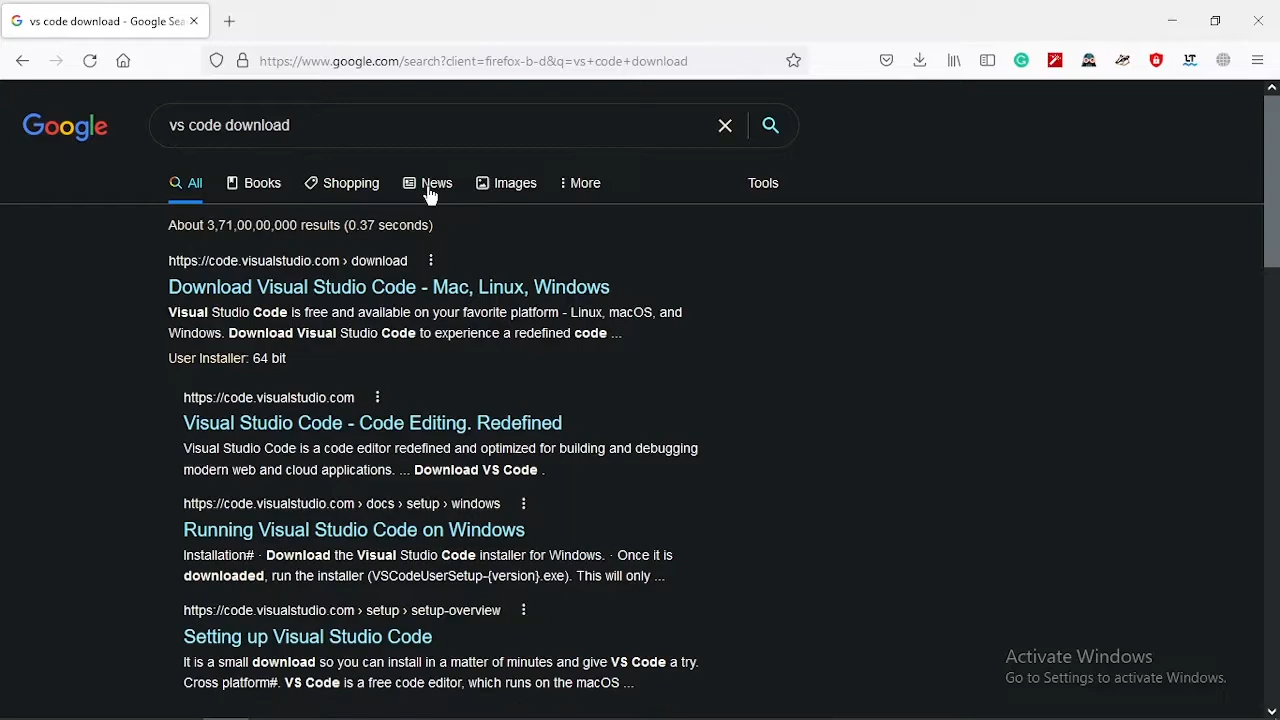 vs code download - Google Sea
https://www.google.com/search?client=firefox-b-d&q=vs+code+download
Google
vs code download
All
Books
Shopping
News
Images
More
Tools
About 3,71,00,00,000 results (0.37 seconds)
https://code.visualstudio.com › download
Download Visual Studio Code - Mac, Linux, Windows
Visual Studio Code is free and available on your favorite platform - Linux, macOS, and
Windows. Download Visual Studio Code to experience a redefined code ...
User Installer: 64 bit
https://code.visualstudio.com
Visual Studio Code - Code Editing. Redefined
Visual Studio Code is a code editor redefined and optimized for building and debugging
modern web and cloud applications. ... Download VS Code .
https://code.visualstudio.com › docs › setup › windows
Running Visual Studio Code on Windows
Installation# · Download the Visual Studio Code installer for Windows. · Once it is
downloaded, run the installer (VSCodeUserSetup-{version}.exe). This will only ...
https://code.visualstudio.com › setup › setup-overview
Setting up Visual Studio Code
It is a small download so you can install in a matter of minutes and give VS Code a try.
Cross platform#. VS Code is a free code editor, which runs on the macOS ...
Activate Windows
Go to Settings to activate Windows.